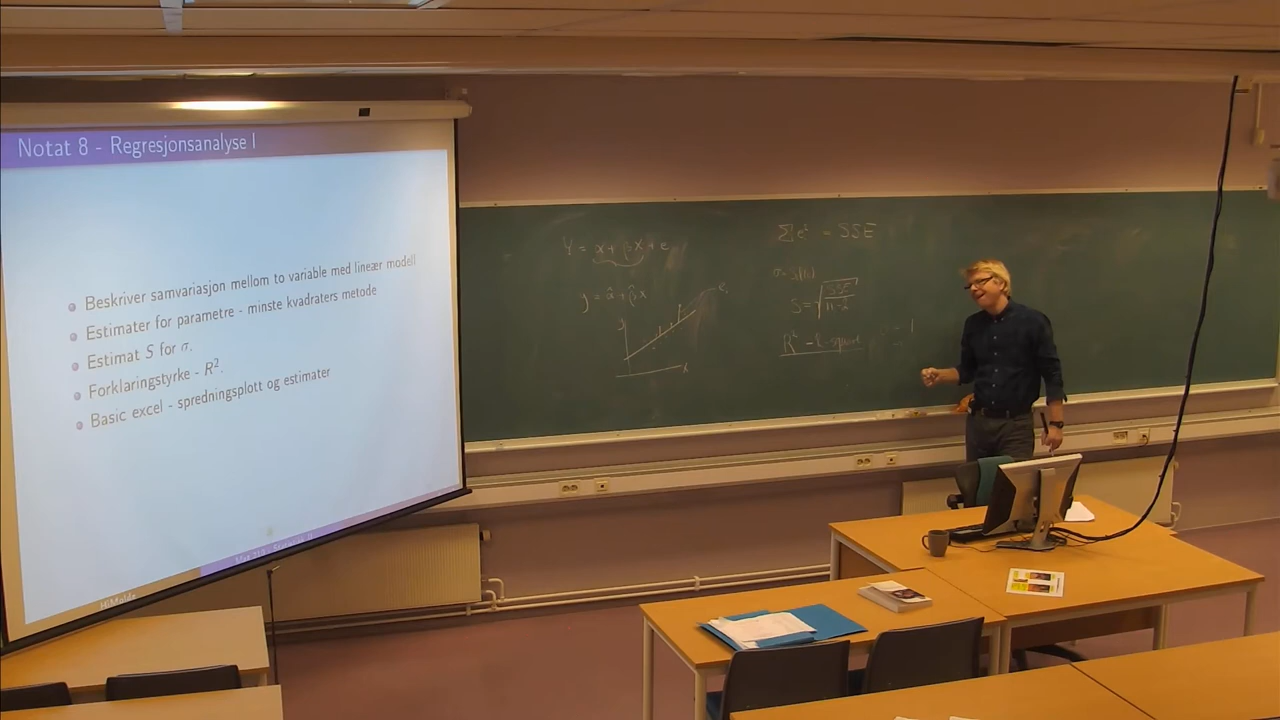 Notat 8 - Regresjonsanalyse I
Beskriver samvariasjon mellom to variable med lineær modell
Estimater for parametre - minste kvadraters metode
Estimat S for σ.
Forklaringstyrke - R².
Basic excel - spredningsplott og estimater
HiMolde
Y = α + βX + e
ŷ = α̂ + β̂x
y
x
Σe² = SSE
S = √(SSE/n-2)
R²